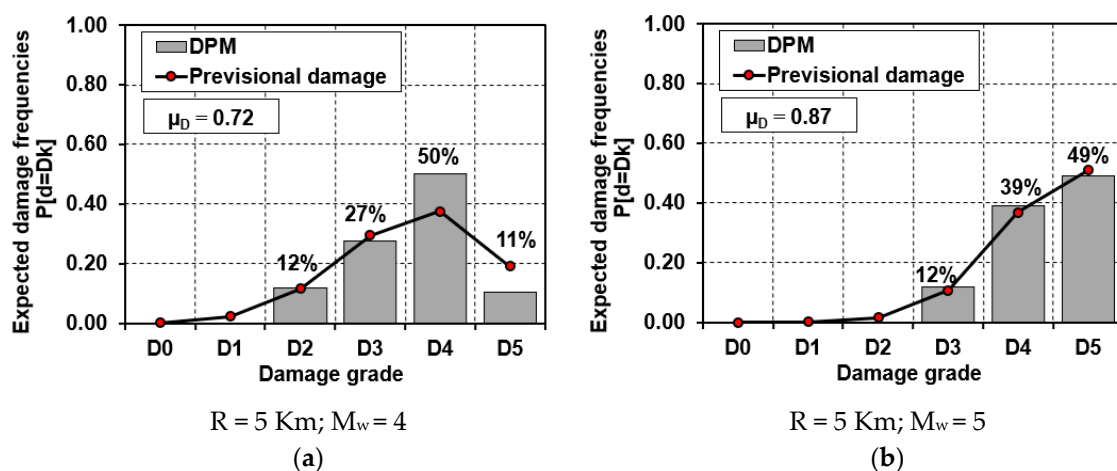 Expected damage frequencies
P[d=Dk]
1.00
0.80
0.60
0.40
0.20
0.00
DPM
Previsional damage
μD = 0.72
12%
27%
50%
11%
D0 D1 D2 D3 D4 D5
Damage grade
R = 5 Km; Mw = 4
(a)
Expected damage frequencies
P[d=Dk]
1.00
0.80
0.60
0.40
0.20
0.00
DPM
Previsional damage
μD = 0.87
12%
39%
49%
D0 D1 D2 D3 D4 D5
Damage grade
R = 5 Km; Mw = 5
(b)